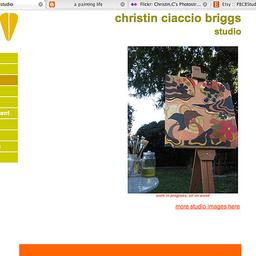 studio
a painting life
Flickr: Christin,C's Photostr...
Etsy :: PBCBStud
christin ciaccio briggs
studio
ent
work in progress, oil on wood
more studio images here